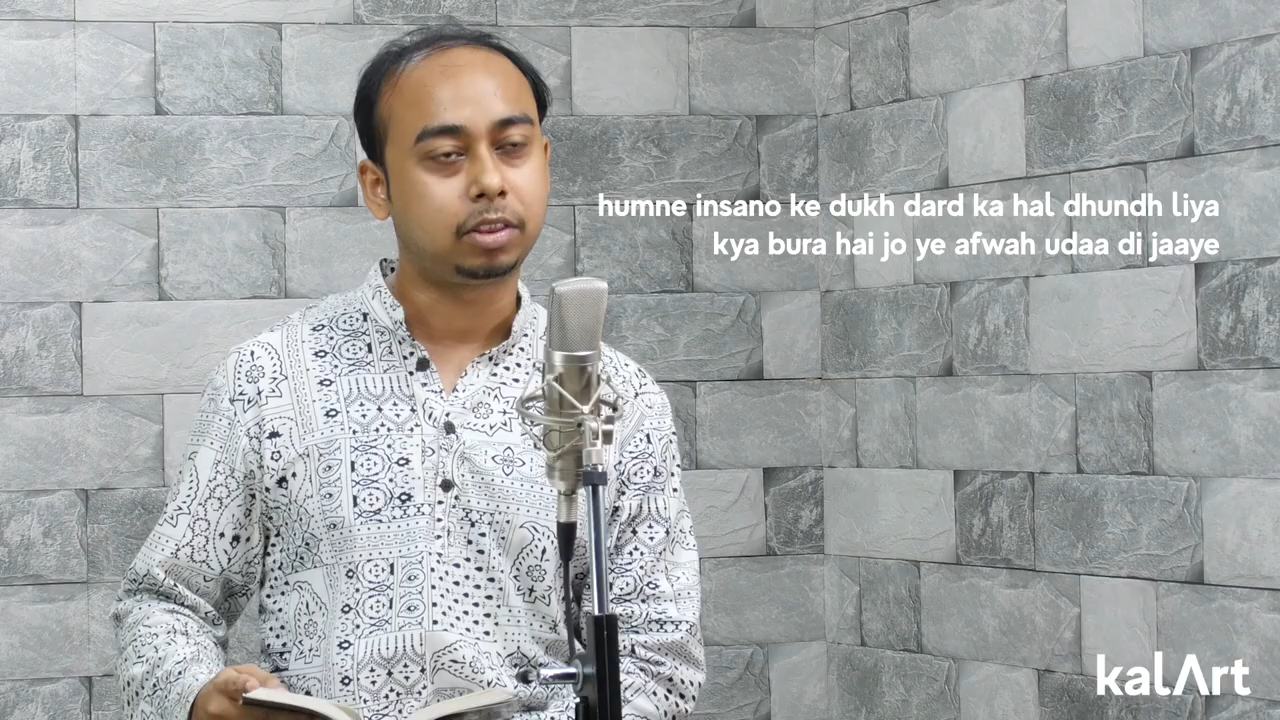 humne insano ke dukh dard ka hal dhundh liya
kya bura hai jo ye afwah udaa di jaaye
kalArt